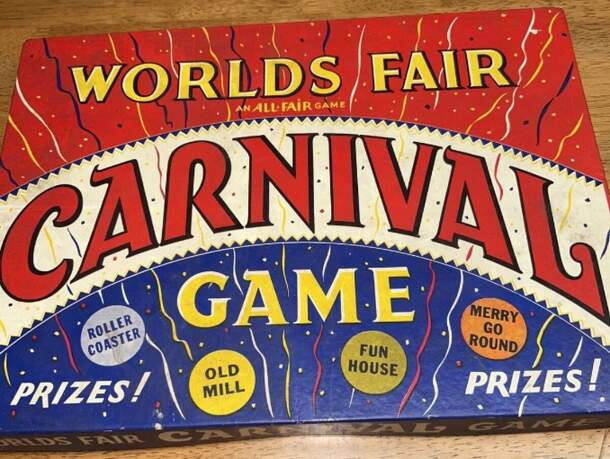 WORLDS FAIR
AN ALL-FAIR GAME
CARNIVAL
GAME
ROLLER
COASTER
OLD
MILL
FUN
HOUSE
MERRY
GO
ROUND
PRIZES!
PRIZES!
WORLDS FAIR CARNIVAL GAME